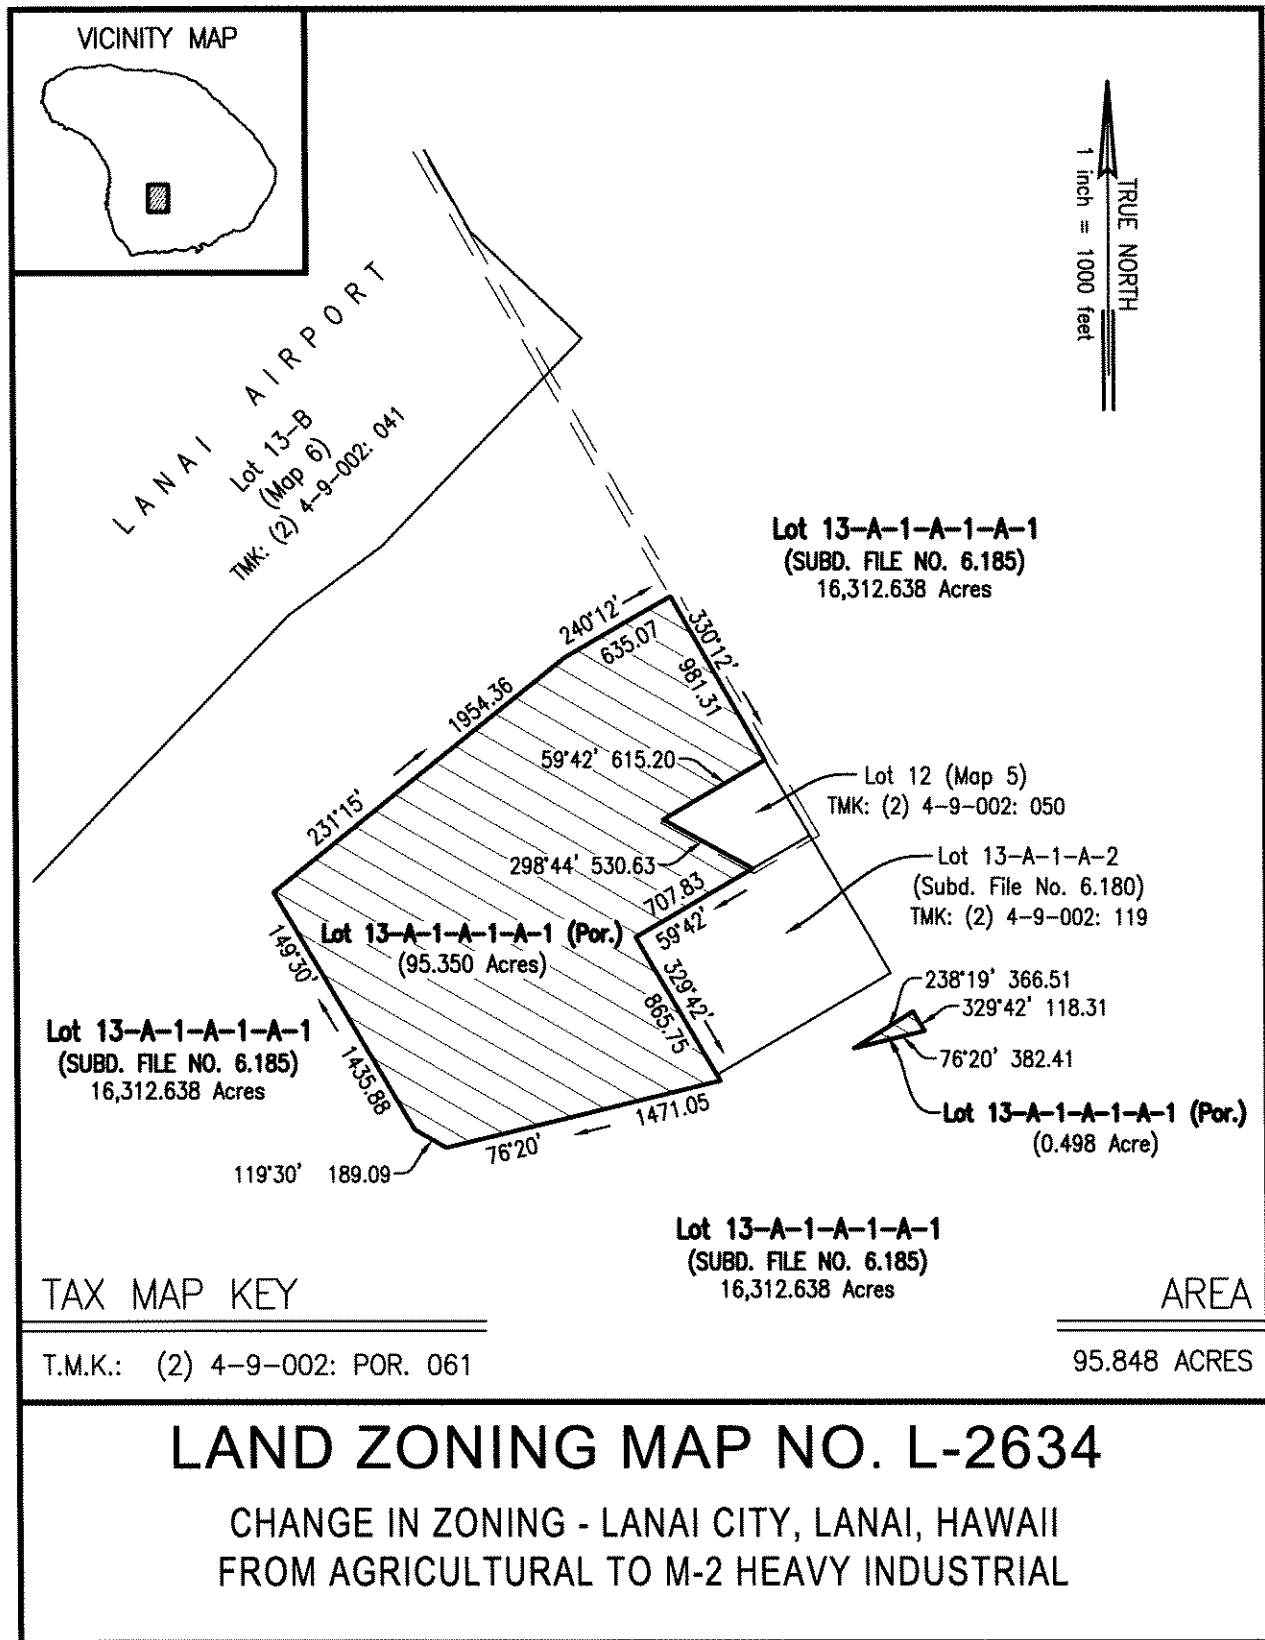 VICINITY MAP
TRUE NORTH
1 inch = 1000 feet
LANAI AIRPORT
Lot 13-B
(Map 6)
TMK: (2) 4-9-002: 041
Lot 13-A-1-A-1-A-1
(SUBD. FILE NO. 6.185)
16,312.638 Acres
240°12'
635.07
330°12'
981.31
1954.36
231°15'
59°42' 615.20
Lot 12 (Map 5)
TMK: (2) 4-9-002: 050
298°44' 530.63
Lot 13-A-1-A-2
(Subd. File No. 6.180)
TMK: (2) 4-9-002: 119
707.83
59°42'
Lot 13-A-1-A-1-A-1 (Por.)
(95.350 Acres)
149°30'
1435.88
329°42'
865.75
238°19' 366.51
329°42' 118.31
76°20' 382.41
Lot 13-A-1-A-1-A-1 (Por.)
(0.498 Acre)
Lot 13-A-1-A-1-A-1
(SUBD. FILE NO. 6.185)
16,312.638 Acres
1471.05
76°20'
119°30' 189.09
Lot 13-A-1-A-1-A-1
(SUBD. FILE NO. 6.185)
16,312.638 Acres
TAX MAP KEY
AREA
T.M.K.: (2) 4-9-002: POR. 061
95.848 ACRES
LAND ZONING MAP NO. L-2634
CHANGE IN ZONING - LANAI CITY, LANAI, HAWAII
FROM AGRICULTURAL TO M-2 HEAVY INDUSTRIAL